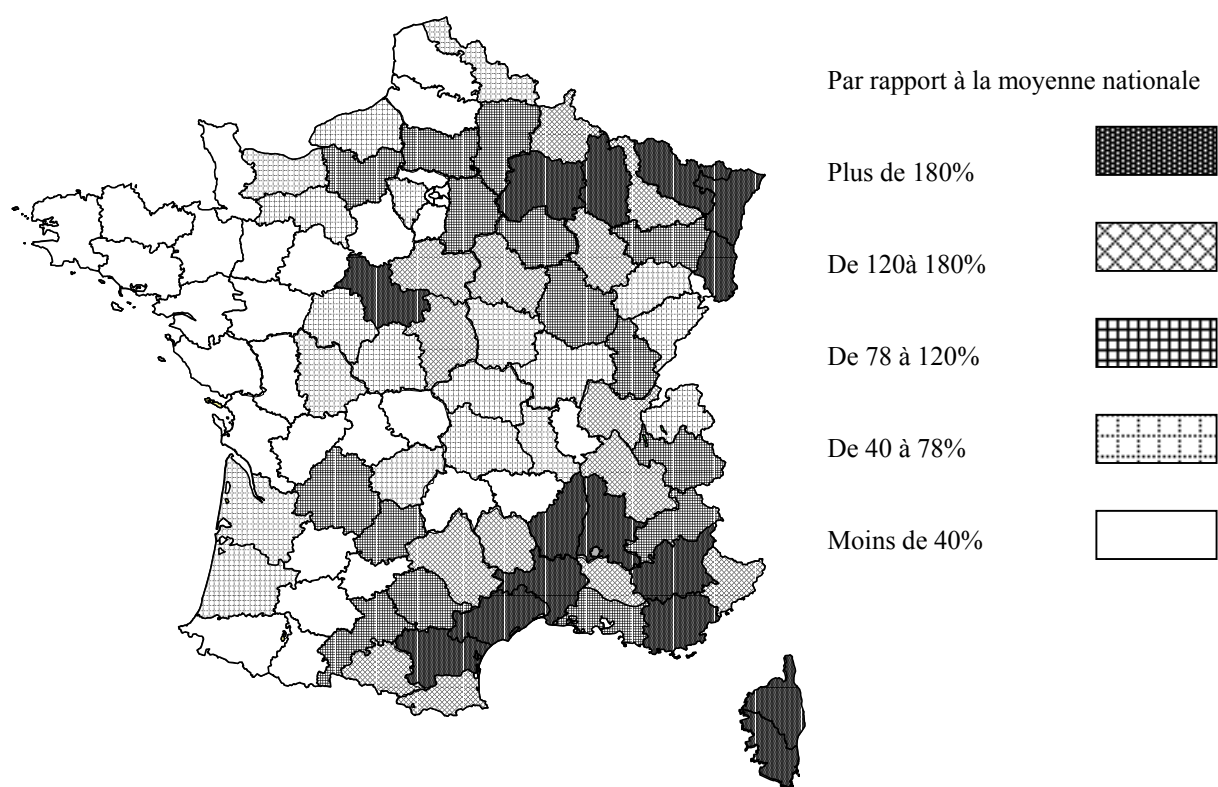 Par rapport à la moyenne nationale
Plus de 180%
De 120à 180%
De 78 à 120%
De 40 à 78%
Moins de 40%